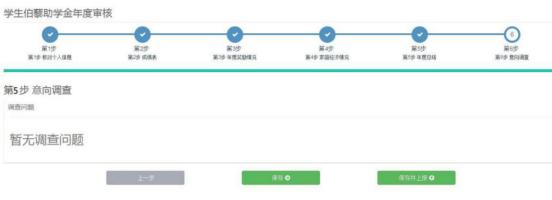 学生伯藜助学金年度审核
6
第1步
第2步
第3步
第4步
第5步
第6步
第1步 核对个人信息
第2步 成绩表
第3步 年度奖励情况
第4步 家庭经济情况
第5步 年度总结
第6步 意向调查
第5步 意向调查
调查问题
暂无调查问题
上一步
保存
保存并上报